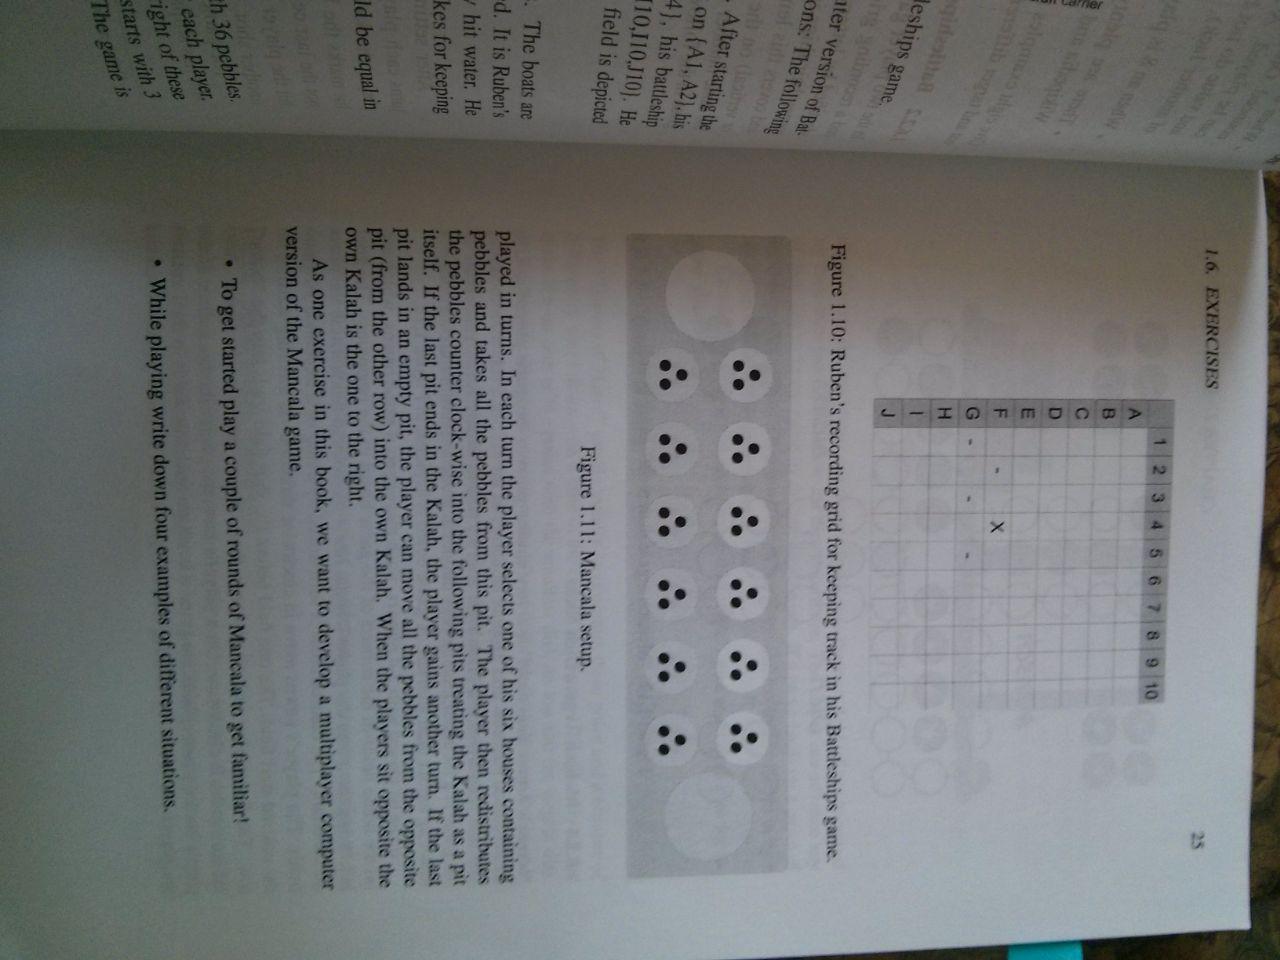 leships game.
uter version of Bat-
ons: The following
. After starting the
on {A1, A2}, his
4}, his battleship
I10,J10}. He
field is depicted
. The boats are
d. It is Ruben's
hit water. He
kes for keeping
ld be equal in
th 36 pebbles.
each player.
right of these
starts with 3
The game is
1.6. EXERCISES
25
1 2 3 4 5 6 7 8 9 10
A
B
C
D
E
F - X
G - - -
H
I
J
Figure 1.10: Ruben's recording grid for keeping track in his Battleships game.
Figure 1.11: Mancala setup.
played in turns. In each turn the player selects one of his six houses containing
pebbles and takes all the pebbles from this pit. The player then redistributes
the pebbles counter clock-wise into the following pits treating the Kalah as a pit
itself. If the last pit ends in the Kalah, the player gains another turn. If the last
pit lands in an empty pit, the player can move all the pebbles from the opposite
pit (from the other row) into the own Kalah. When the players sit opposite the
own Kalah is the one to the right.
As one exercise in this book, we want to develop a multiplayer computer
version of the Mancala game.
• To get started play a couple of rounds of Mancala to get familiar!
• While playing write down four examples of different situations.